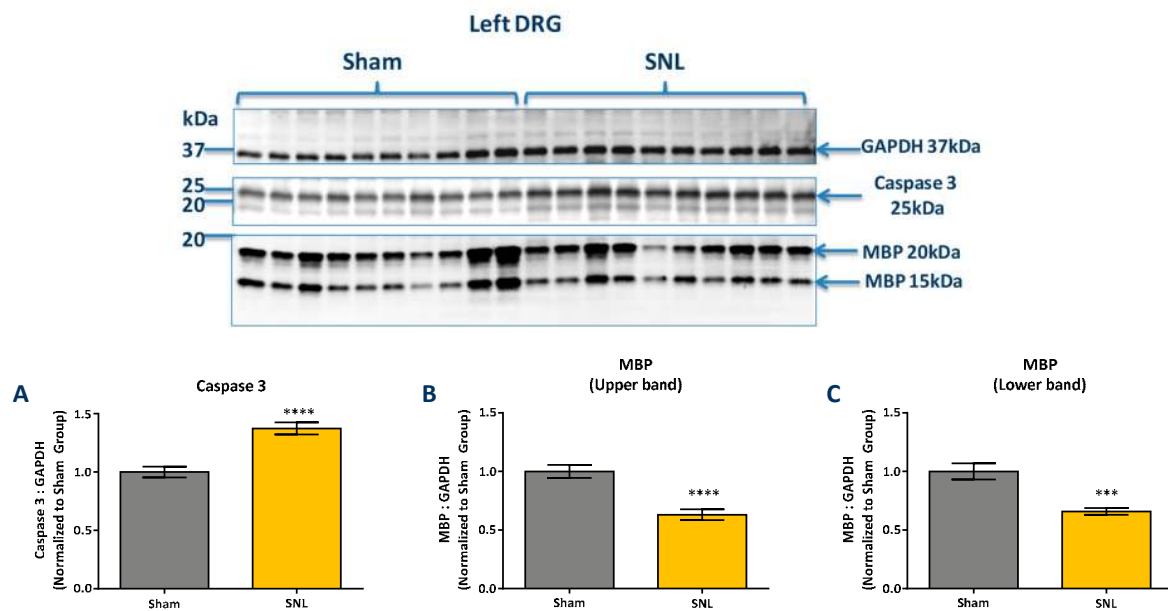 Left DRG
Sham
SNL
kDa
37
GAPDH 37kDa
25
20
Caspase 3
25kDa
20
MBP 20kDa
MBP 15kDa
A
Caspase 3
Caspase 3 : GAPDH
(Normalized to Sham Group)
1.5
1.0
0.5
0.0
****
Sham
SNL
B
MBP
(Upper band)
MBP : GAPDH
(Normalized to Sham Group)
1.5
1.0
0.5
0.0
****
Sham
SNL
C
MBP
(Lower band)
MBP : GAPDH
(Normalized to Sham Group)
1.5
1.0
0.5
0.0
***
Sham
SNL